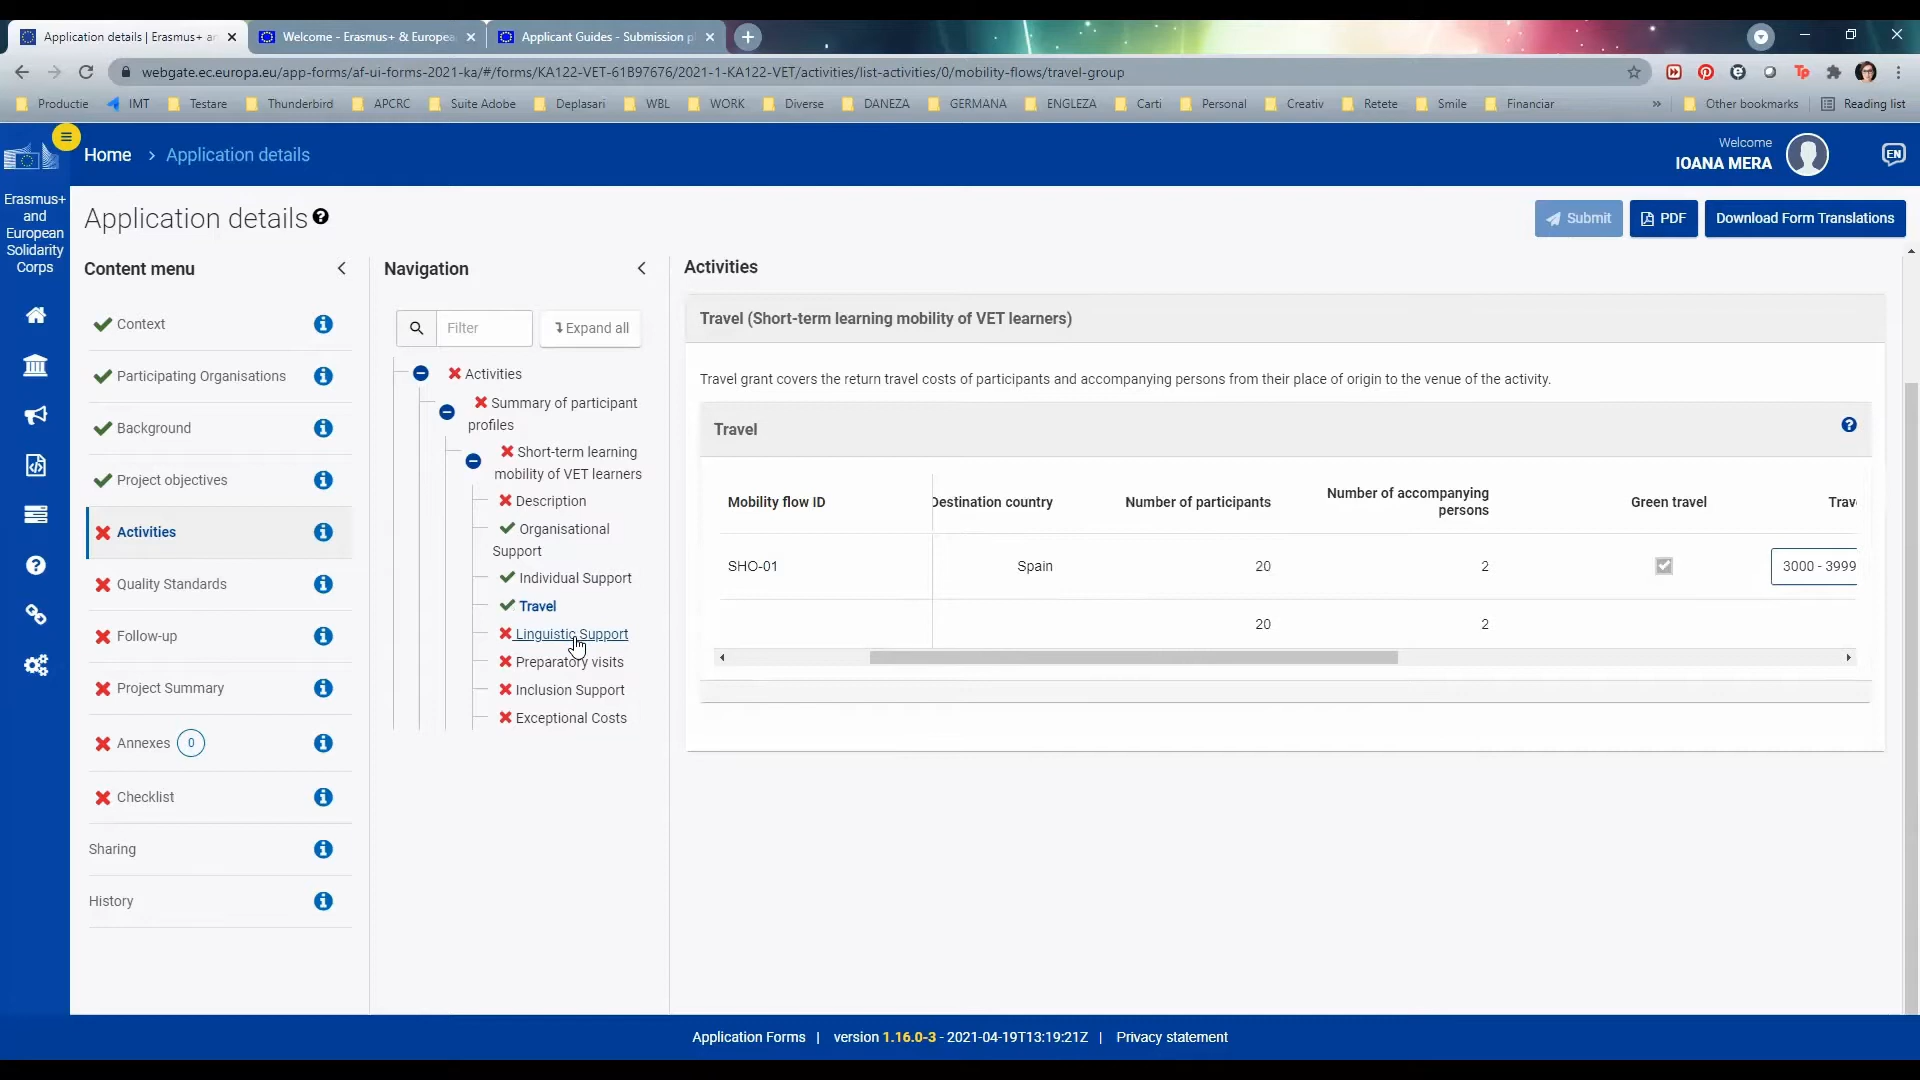 Application details | Erasmus+ an
Welcome - Erasmus+ & Europea
Applicant Guides - Submission p
webgate.ec.europa.eu/app-forms/af-ui-forms-2021-ka/#/forms/KA122-VET-61B97676/2021-1-KA122-VET/activities/list-activities/0/mobility-flows/travel-group
Productie IMT Testare Thunderbird APCRC Suite Adobe Deplasari WBL WORK Diverse DANEZA GERMANA ENGLEZA Carti Personal Creativ Retete Smile Financiar » Other bookmarks Reading list
Home › Application details
Welcome
IOANA MERA
EN
Erasmus+
and
European
Solidarity
Corps
Application details
Submit
PDF
Download Form Translations
Content menu
Context
Participating Organisations
Background
Project objectives
Activities
Quality Standards
Follow-up
Project Summary
Annexes 0
Checklist
Sharing
History
Navigation
Filter
Expand all
Activities
Summary of participant
profiles
Short-term learning
mobility of VET learners
Description
Organisational
Support
Individual Support
Travel
Linguistic Support
Preparatory visits
Inclusion Support
Exceptional Costs
Activities
Travel (Short-term learning mobility of VET learners)
Travel grant covers the return travel costs of participants and accompanying persons from their place of origin to the venue of the activity.
Travel
Mobility flow ID Destination country Number of participants Number of accompanying persons Green travel Trave
SHO-01 Spain 20 2 3000 - 3999
20 2
Application Forms | version 1.16.0-3 - 2021-04-19T13:19:21Z | Privacy statement